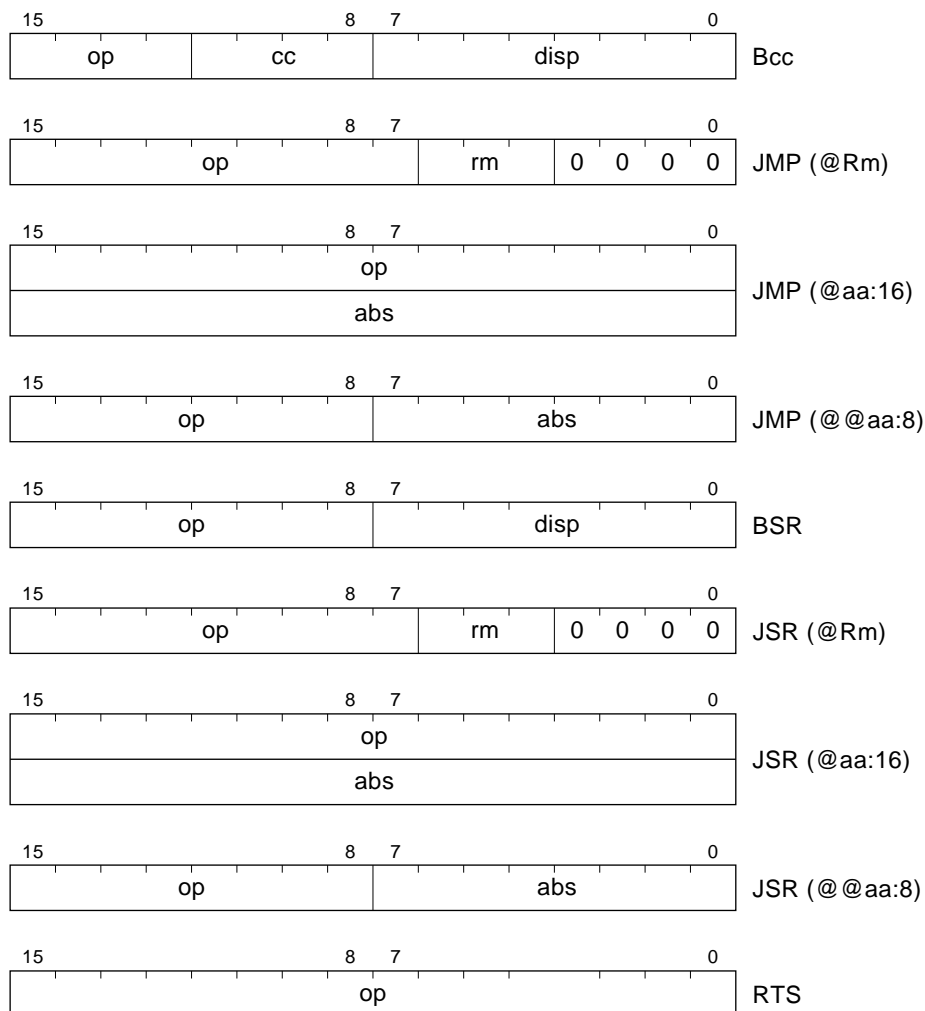 15 8 7 0
op cc disp Bcc
15 8 7 0
op rm 0 0 0 0 JMP (@Rm)
15 8 7 0
op
JMP (@aa:16)
abs
15 8 7 0
op abs JMP (@@aa:8)
15 8 7 0
op disp BSR
15 8 7 0
op rm 0 0 0 0 JSR (@Rm)
15 8 7 0
op
JSR (@aa:16)
abs
15 8 7 0
op abs JSR (@@aa:8)
15 8 7 0
op RTS